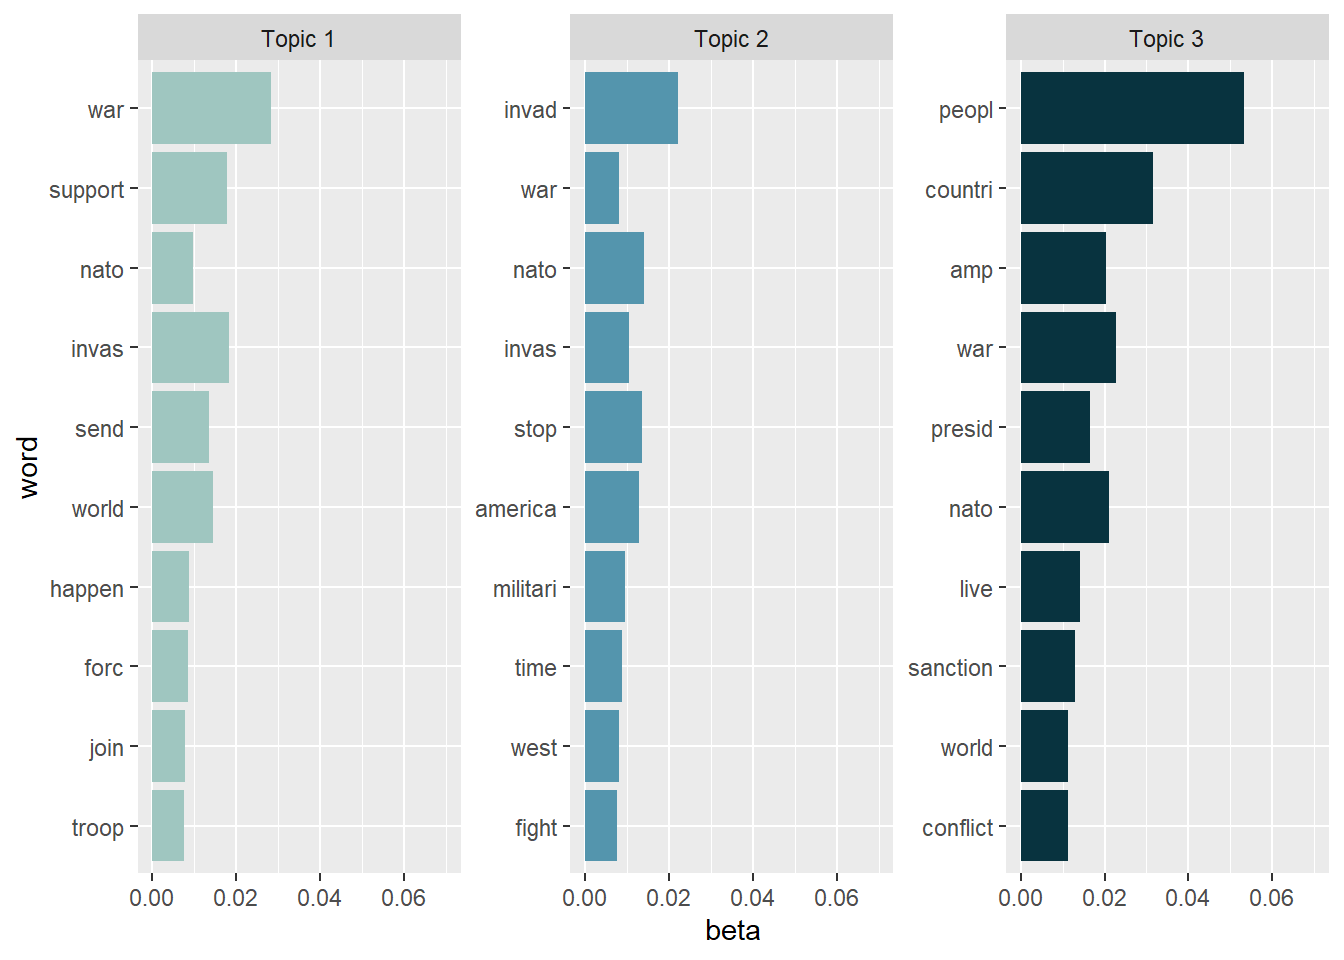 Topic 1
Topic 2
Topic 3
word
war
support
nato
invas
send
world
happen
forc
join
troop
invad
war
nato
invas
stop
america
militari
time
west
fight
peopl
countri
amp
war
presid
nato
live
sanction
world
conflict
0.00 0.02 0.04 0.06
0.00 0.02 0.04 0.06
0.00 0.02 0.04 0.06
beta